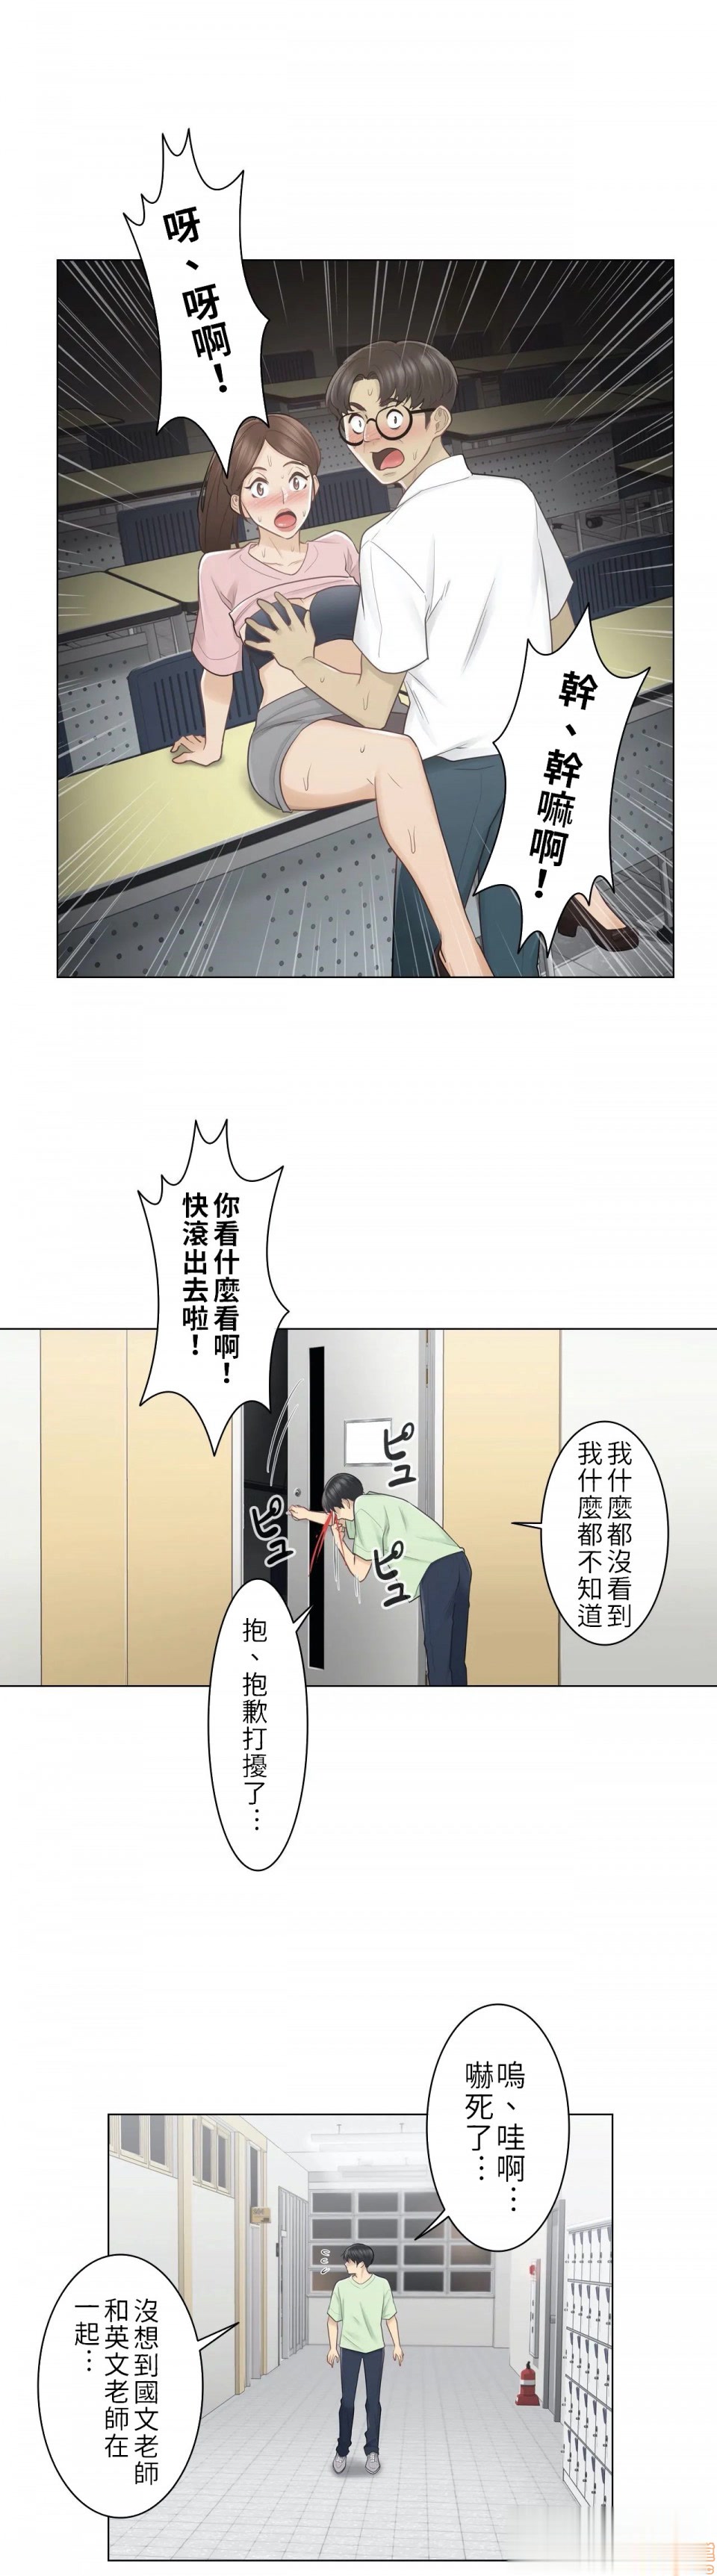 呀、呀啊！
幹、幹嘛啊！
你看什麼看啊！
快滾出去啦！
ピュ
我什麼都沒看到
我什麼都不知道
ピュ
ピュ
抱、抱歉打擾了…
嗚、哇啊…
嚇死了…
沒想到國文老師
和英文老師在
一起…